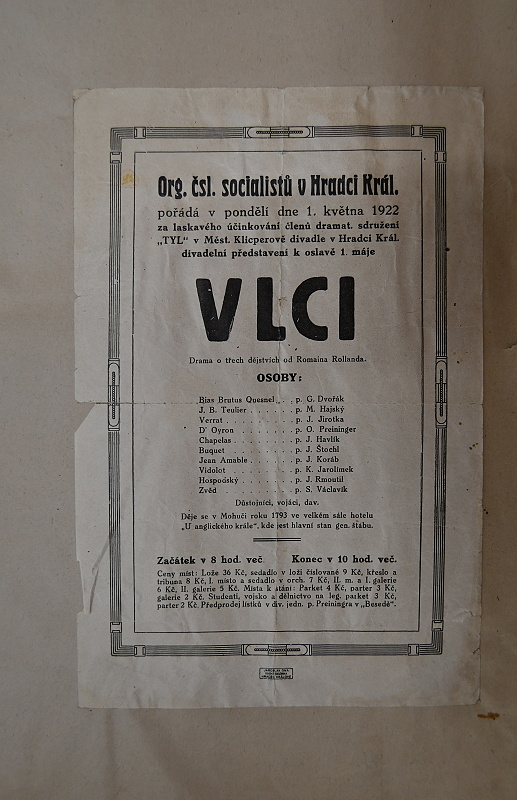 Org. čsl. socialistů v Hradci Král.
pořádá v pondělí dne 1. května 1922
za laskavého účinkování členů dramat. sdružení
„TYL" v Měst. Klicperově divadle v Hradci Král.
divadelní představení k oslavě 1. máje
VLCI
Drama o třech dějstvích od Romaina Rollanda.
OSOBY:
Bias Brutus Quesnel . . p. G. Dvořák
J. B. Teulier . . . . . . p. M. Hajský
Verrat . . . . . . . . . p. J. Jirotka
D' Oyron . . . . . . . . p. O. Preininger
Chapelas . . . . . . . . p. J. Havlík
Buquet . . . . . . . . . p. J. Štochl
Jean Amable . . . . . . . p. J. Koráb
Vidolot . . . . . . . . . p. K. Jarolímek
Hospodský . . . . . . . . p. J. Rmoutil
Zvěd . . . . . . . . . . p. S. Václavík
Důstojníci, vojáci, dav.
Děje se v Mohuči roku 1793 ve velkém sále hotelu
„U anglického krále", kde jest hlavní stan gen. štábu.
Začátek v 8 hod. več Konec v 10 hod. več.
Ceny míst: Lože 36 Kč, sedadlo v loži číslované 9 Kč, křeslo a
tribuna 8 Kč, I. místo a sedadlo v orch. 7 Kč, II. m. a I. galerie
6 Kč, II. galerie 5 Kč. Místa k stání: Parket 4 Kč, parter 3 Kč,
galerie 2 Kč. Studenti, vojsko a dělnictvo na leg. parket 3 Kč,
parter 2 Kč. Předprodej lístků v div. jedn. p. Preiningra v „Besedě".